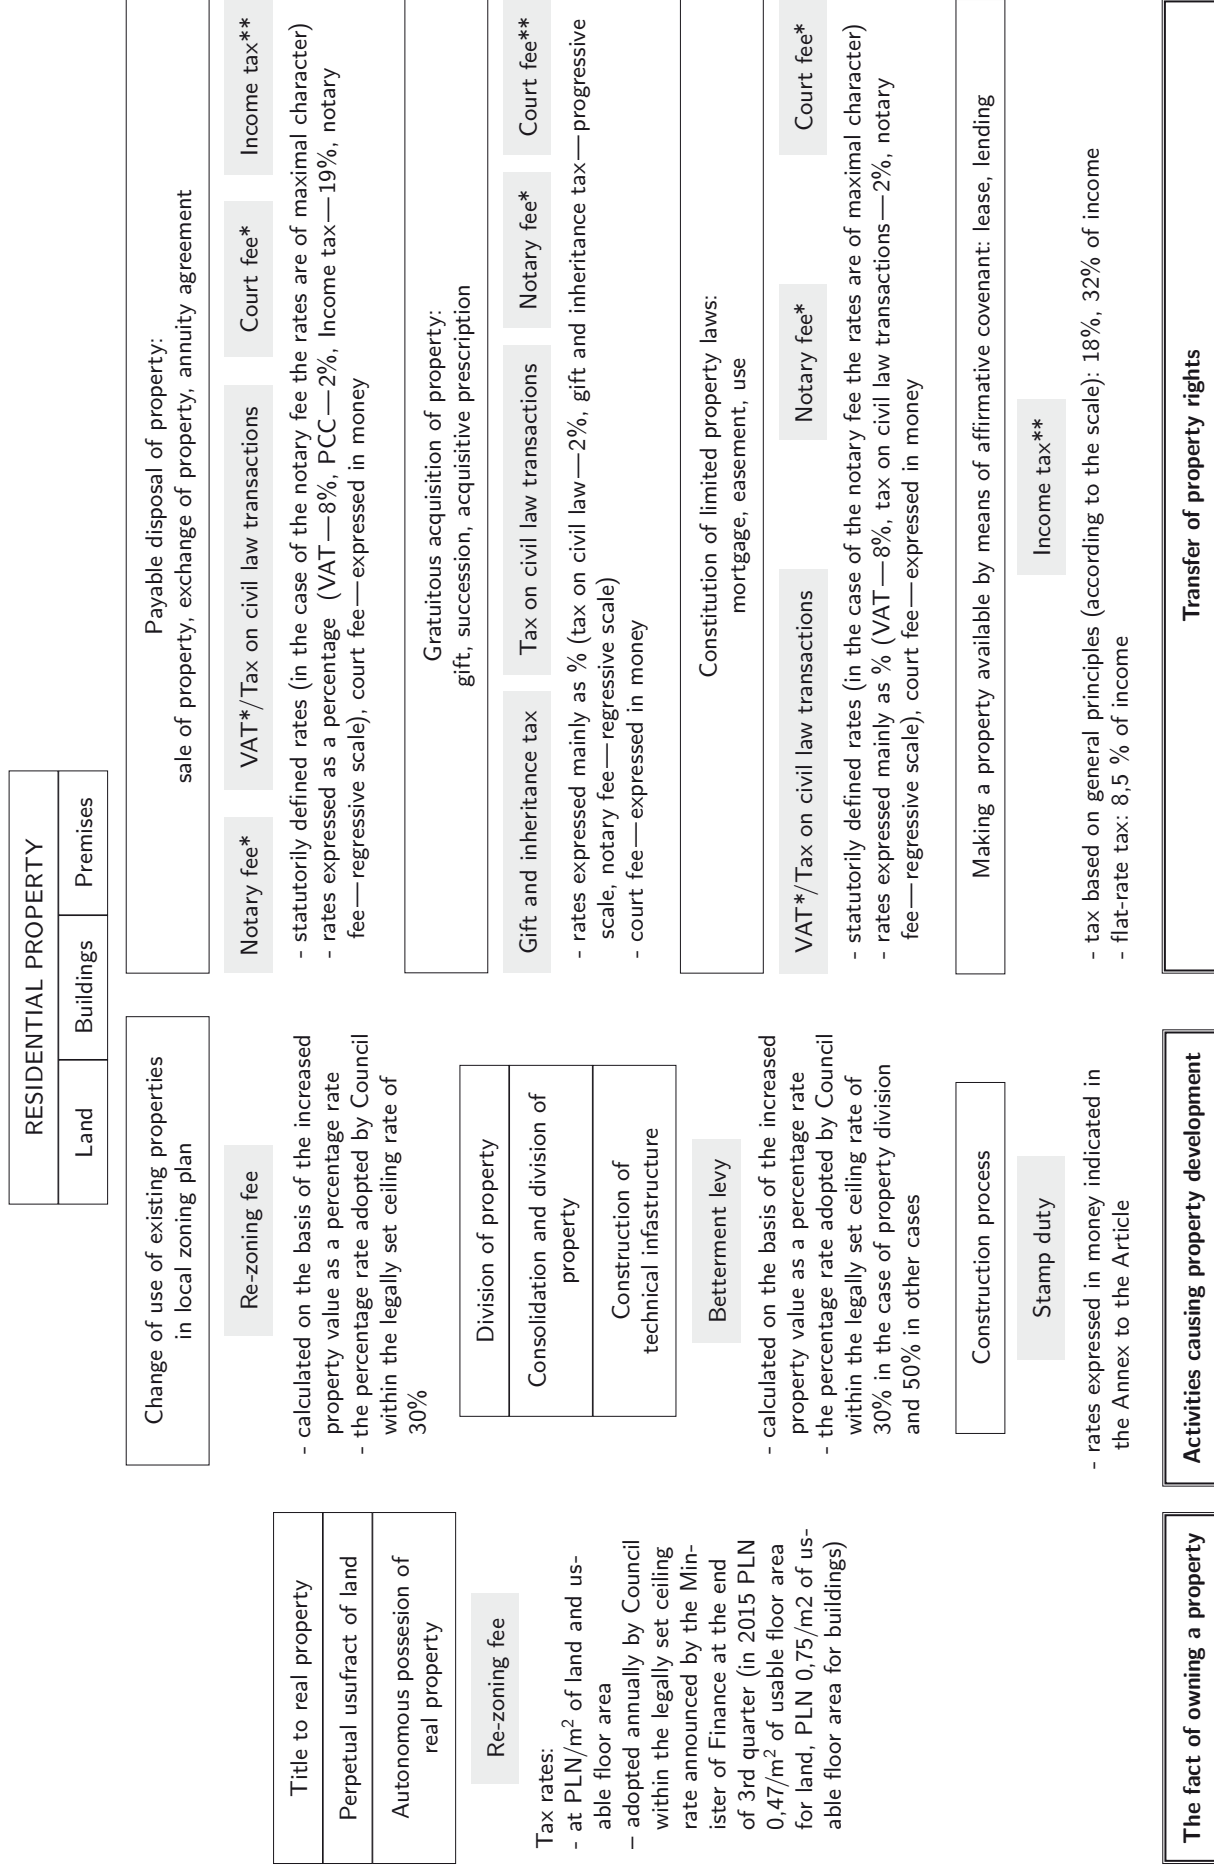 RESIDENTIAL PROPERTY
Land
Buildings
Premises
Title to real property
Perpetual usufract of land
Autonomous possesion of
real property
Re-zoning fee
Tax rates:
- at PLN/m² of land and us-
able floor area
– adopted annually by Council
within the legally set ceiling
rate announced by the Min-
ister of Finance at the end
of 3rd quarter (in 2015 PLN
0,47/m² of usable floor area
for land, PLN 0,75/m2 of us-
able floor area for buildings)
The fact of owning a property
Change of use of existing properties
in local zoning plan
Re-zoning fee
- calculated on the basis of the increased
property value as a percentage rate
- the percentage rate adopted by Council
within the legally set ceiling rate of
30%
Division of property
Consolidation and division of
property
Construction of
technical infastructure
Betterment levy
- calculated on the basis of the increased
property value as a percentage rate
- the percentage rate adopted by Council
within the legally set ceiling rate of
30% in the case of property division
and 50% in other cases
Construction process
Stamp duty
- rates expressed in money indicated in
the Annex to the Article
Activities causing property development
Payable disposal of property:
sale of property, exchange of property, annuity agreement
Notary fee*
VAT*/Tax on civil law transactions
Court fee*
Income tax**
- statutorily defined rates (in the case of the notary fee the rates are of maximal character)
- rates expressed as a percentage (VAT—8%, PCC—2%, Income tax—19%, notary
fee—regressive scale), court fee—expressed in money
Gratuitous acquisition of property:
gift, succession, acquisitive prescription
Gift and inheritance tax
Tax on civil law transactions
Notary fee*
Court fee**
- rates expressed mainly as % (tax on civil law—2%, gift and inheritance tax—progressive
scale, notary fee—regressive scale)
- court fee—expressed in money
Constitution of limited property laws:
mortgage, easement, use
VAT*/Tax on civil law transactions
Notary fee*
Court fee*
- statutorily defined rates (in the case of the notary fee the rates are of maximal character)
- rates expressed mainly as % (VAT—8%, tax on civil law transactions—2%, notary
fee—regressive scale), court fee—expressed in money
Making a property available by means of affirmative covenant: lease, lending
Income tax**
- tax based on general principles (according to the scale): 18%, 32% of income
- flat-rate tax: 8,5 % of income
Transfer of property rights